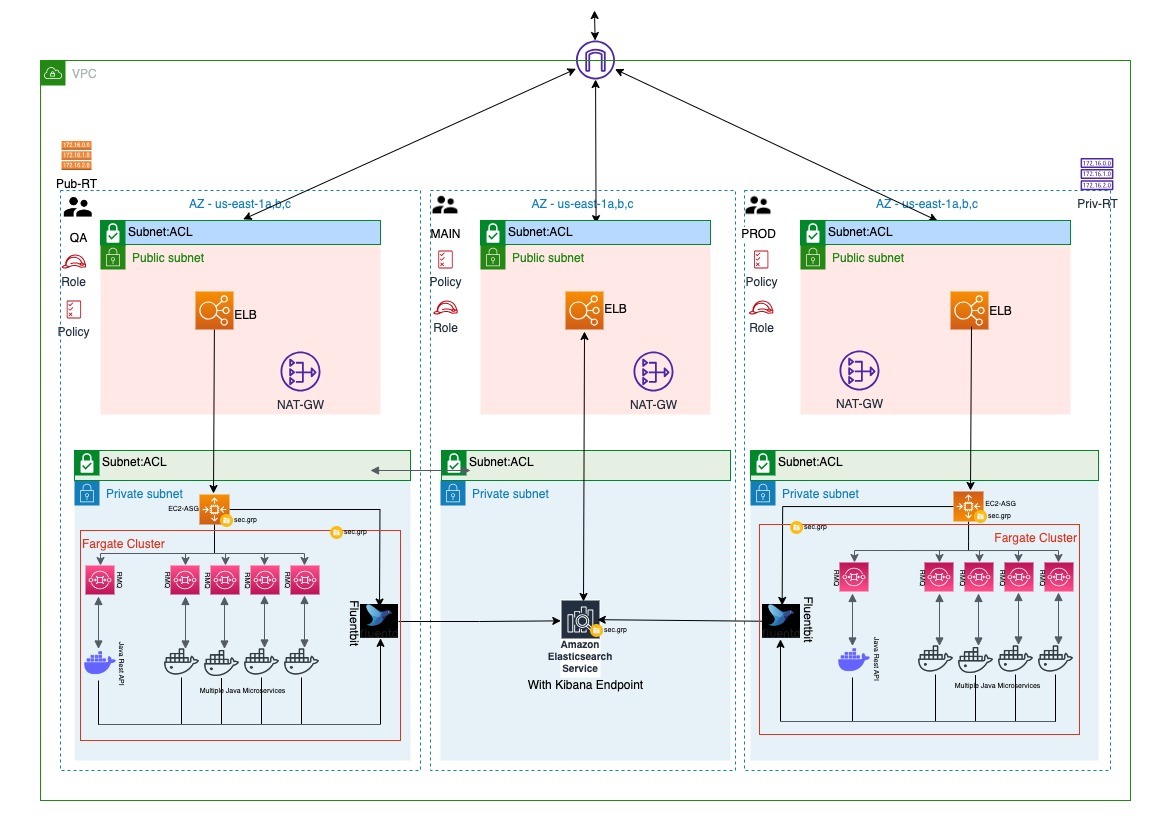 VPC
172.16.0.0
172.16.1.0
172.16.2.0
Pub-RT
172.16.0.0
172.16.1.0
172.16.2.0
Priv-RT
AZ - us-east-1a,b,c
QA
Role
Policy
Subnet:ACL
Public subnet
ELB
NAT-GW
Subnet:ACL
Private subnet
EC2-ASG
sec.grp
sec.grp
Fargate Cluster
RMQ
RMQ
RMQ
RMQ
RMQ
Fluentbit
Java Rest API
Multiple Java Microservices
AZ - us-east-1a,b,c
MAIN
Policy
Role
Subnet:ACL
Public subnet
ELB
NAT-GW
Subnet:ACL
Private subnet
sec.grp
Amazon
Elasticsearch
Service
With Kibana Endpoint
AZ - us-east-1a,b,c
PROD
Policy
Role
Subnet:ACL
Public subnet
ELB
NAT-GW
Subnet:ACL
Private subnet
EC2-ASG
sec.grp
sec.grp
Fargate Cluster
RMQ
RMQ
RMQ
RMQ
RMQ
Fluentbit
Java Rest API
Multiple Java Microservices